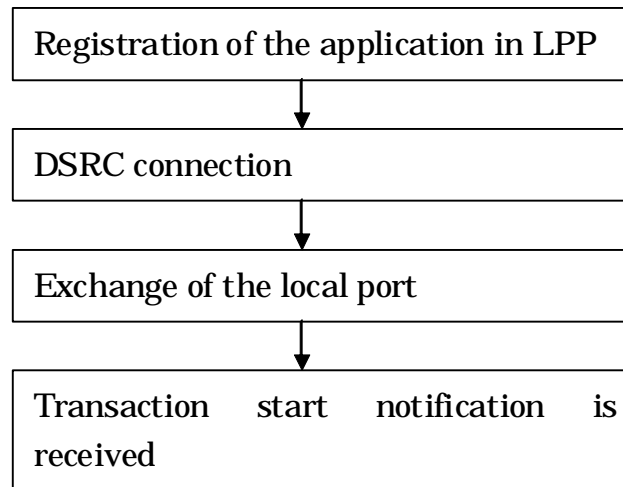 Registration of the application in LPP
DSRC connection
Exchange of the local port
Transaction start notification is
received